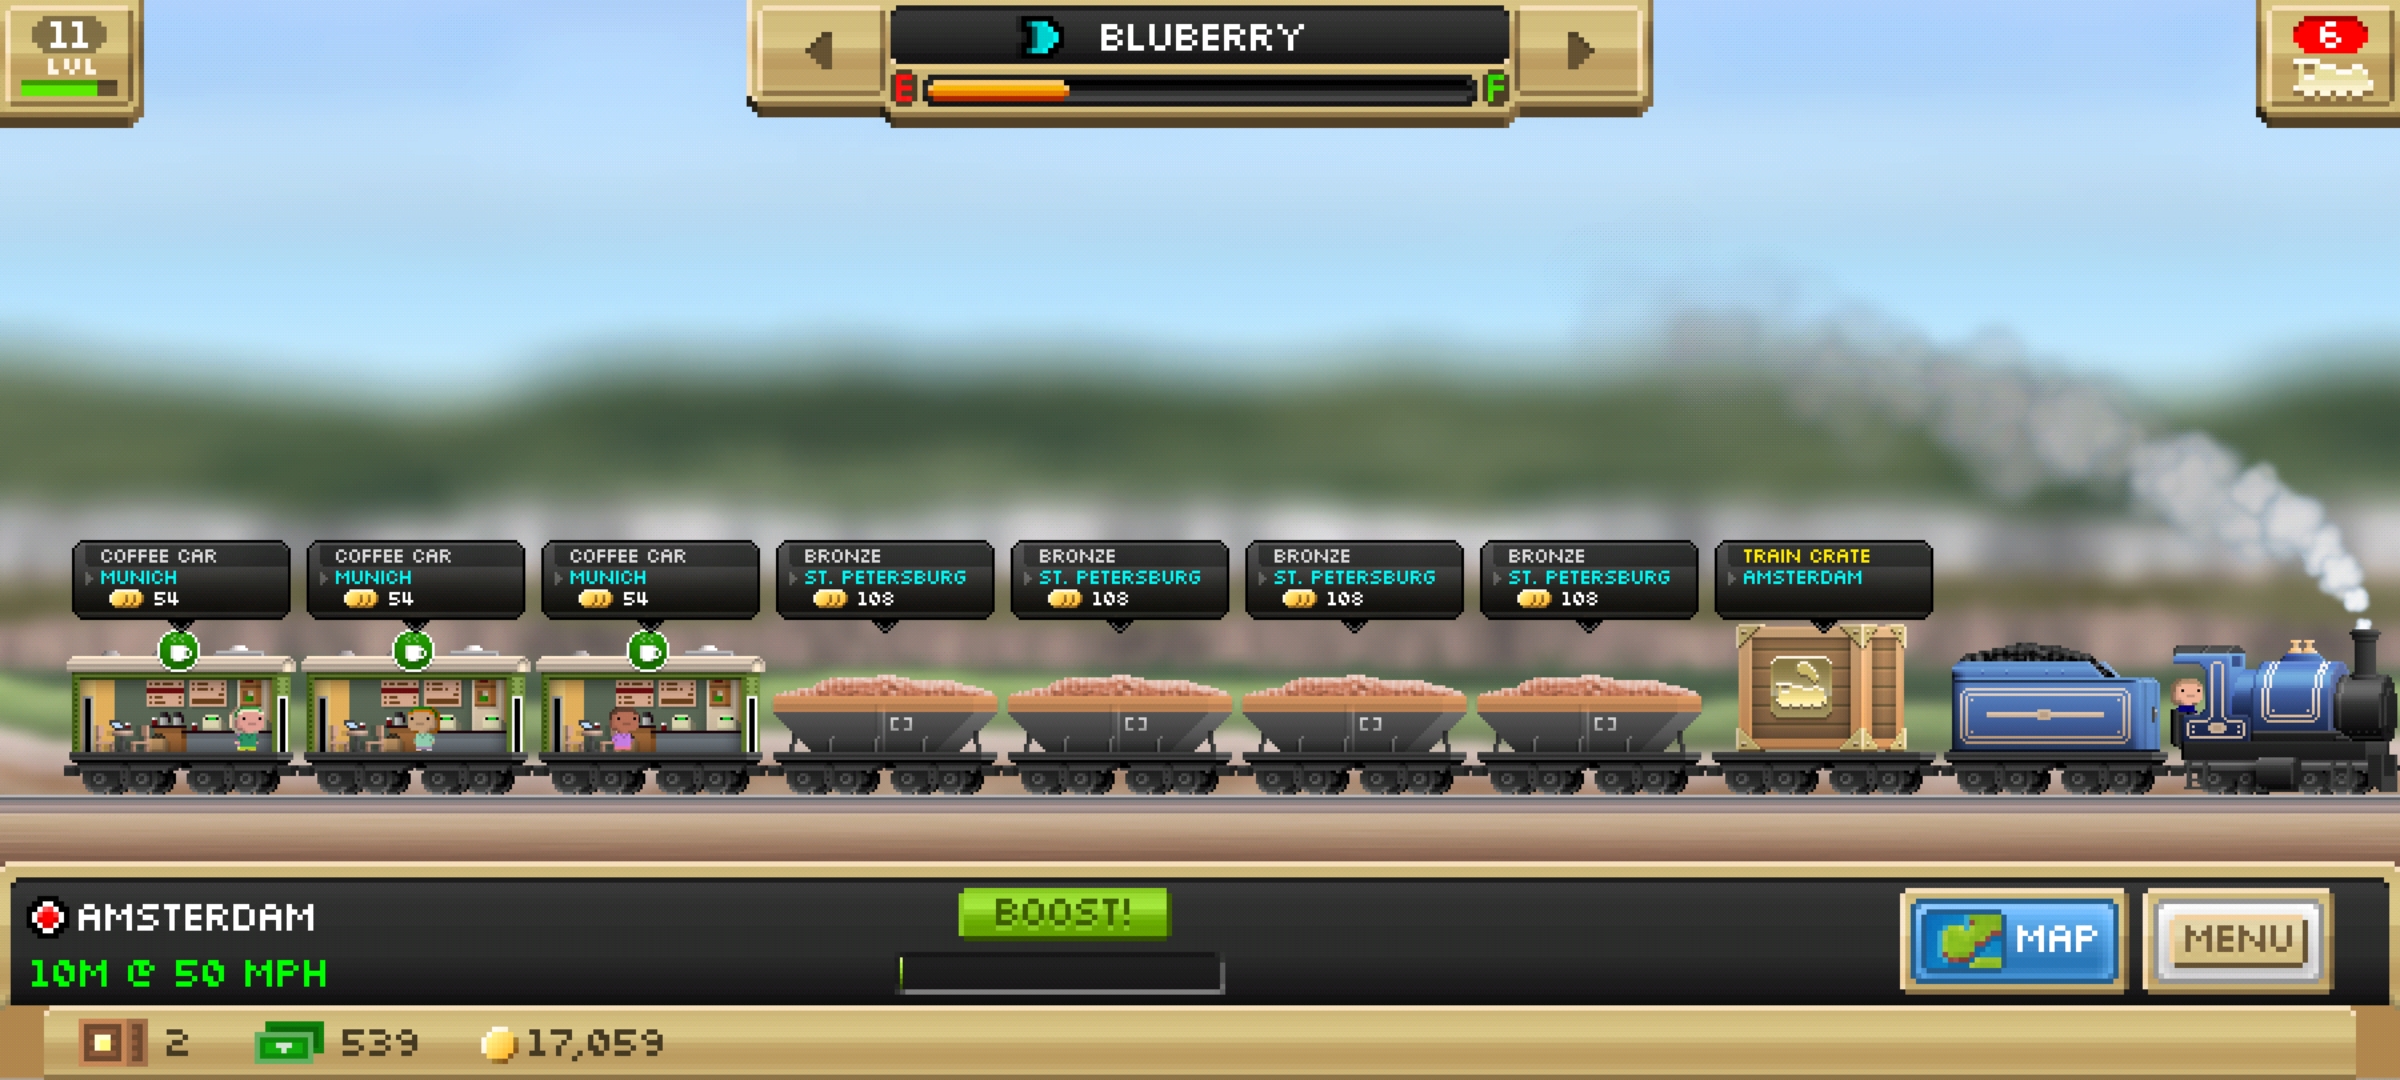 11
LVL
BLUBERRY
E F
6
COFFEE CAR
MUNICH
54
COFFEE CAR
MUNICH
54
COFFEE CAR
MUNICH
54
BRONZE
ST. PETERSBURG
108
BRONZE
ST. PETERSBURG
108
BRONZE
ST. PETERSBURG
108
BRONZE
ST. PETERSBURG
108
TRAIN CRATE
AMSTERDAM
AMSTERDAM
10M @ 50 MPH
BOOST!
MAP
MENU
2 539 17,059